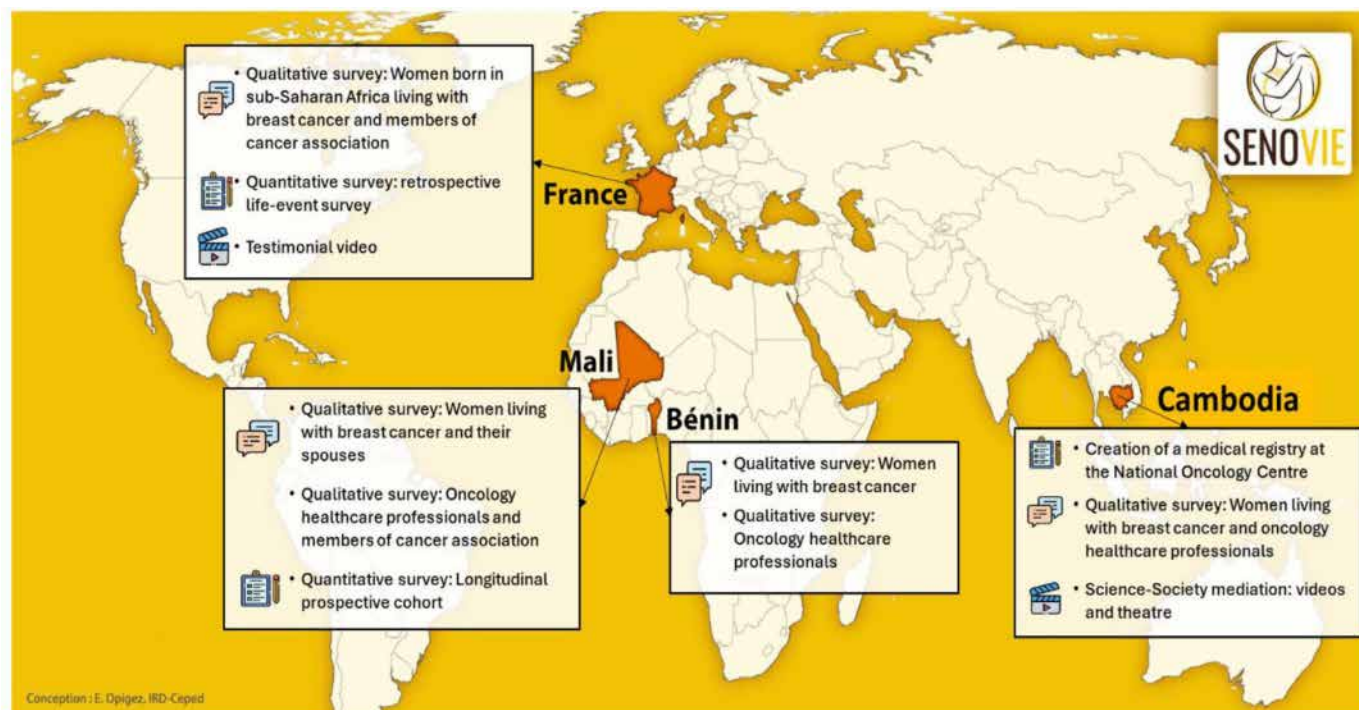 • Qualitative survey: Women born in
sub-Saharan Africa living with
breast cancer and members of
cancer association
• Quantitative survey: retrospective
life-event survey
• Testimonial video
SENOVIE
France
Mali
Bénin
Cambodia
• Qualitative survey: Women living
with breast cancer and their
spouses
• Qualitative survey: Oncology
healthcare professionals and
members of cancer association
• Quantitative survey: Longitudinal
prospective cohort
• Qualitative survey: Women
living with breast cancer
• Qualitative survey:
Oncology healthcare
professionals
• Creation of a medical registry at
the National Oncology Centre
• Qualitative survey: Women living
with breast cancer and oncology
healthcare professionals
• Science-Society mediation: videos
and theatre
Conception : E. Opigez, IRD-Ceped